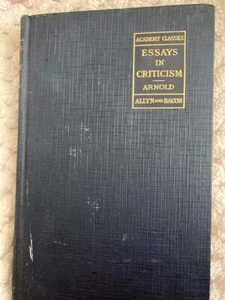 ACADEMY CLASSICS
ESSAYS
IN
CRITICISM
ARNOLD
ALLYN AND BACON